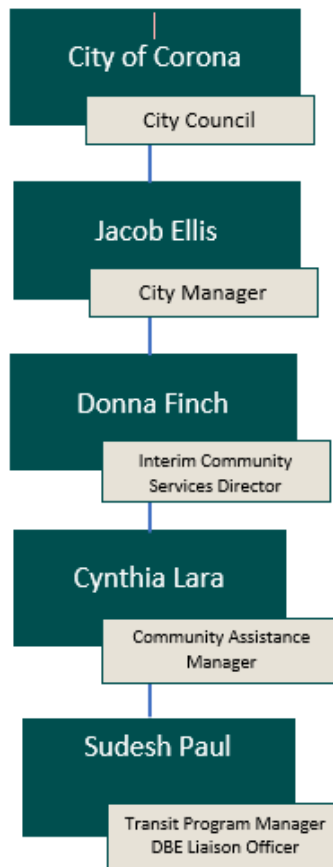 City of Corona
City Council
Jacob Ellis
City Manager
Donna Finch
Interim Community
Services Director
Cynthia Lara
Community Assistance
Manager
Sudesh Paul
Transit Program Manager
DBE Liaison Officer